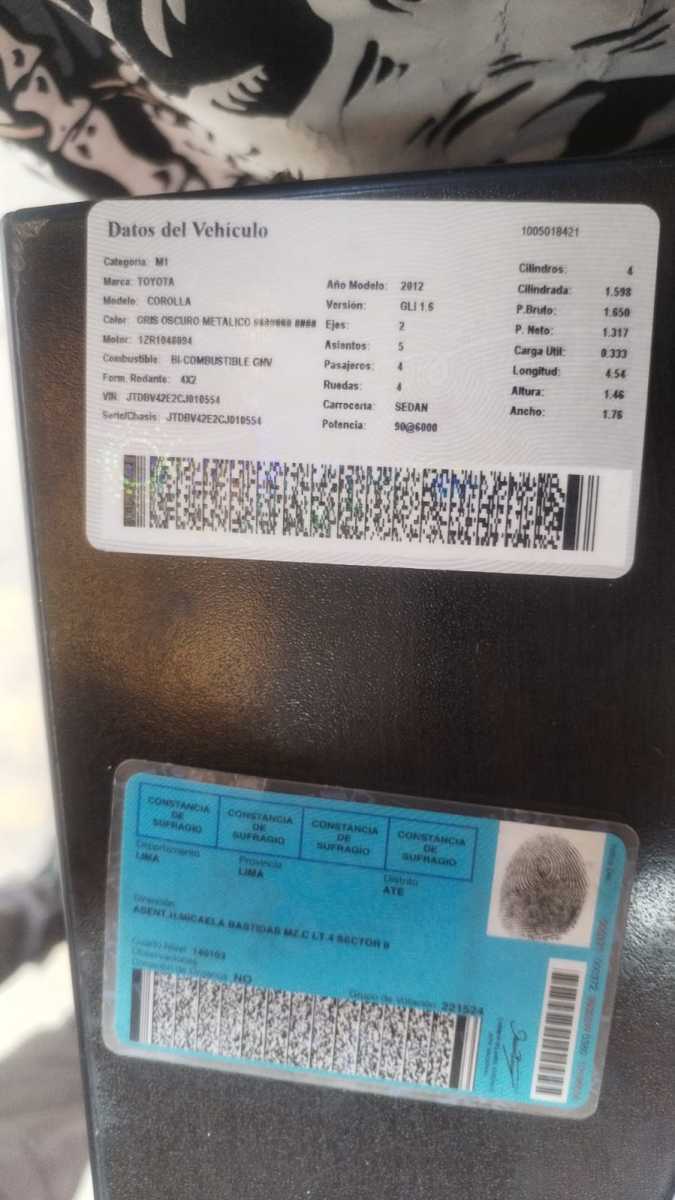 Datos del Vehículo
1005018421
Categoria: M1
Marca: TOYOTA
Modelo: COROLLA
Color: GRIS OSCURO METALICO
Motor: 1ZR1048094
Combustible: BI-COMBUSTIBLE GNV
Form. Rodante: 4X2
VIN: JTDBV42E2CJ010554
Serie/Chasis: JTDBV42E2CJ010554
Año Modelo: 2012
Versión: GLI 1.6
Ejes: 2
Asientos: 5
Pasajeros: 4
Ruedas: 4
Carrocería: SEDAN
Potencia: 90@6000
Cilindros: 4
Cilindrada: 1.598
P.Bruto: 1.650
P. Neto: 1.317
Carga Util: 0.333
Longitud: 4.54
Altura: 1.46
Ancho: 1.76
CONSTANCIA DE SUFRAGIO
CONSTANCIA DE SUFRAGIO
CONSTANCIA DE SUFRAGIO
CONSTANCIA DE SUFRAGIO
Departamento
LIMA
Provincia
LIMA
Distrito
ATE
Dirección
ASENT.H.MICAELA BASTIDAS MZ.C LT.4 SECTOR
Observaciones
NO
Grupo de Votación: 221524